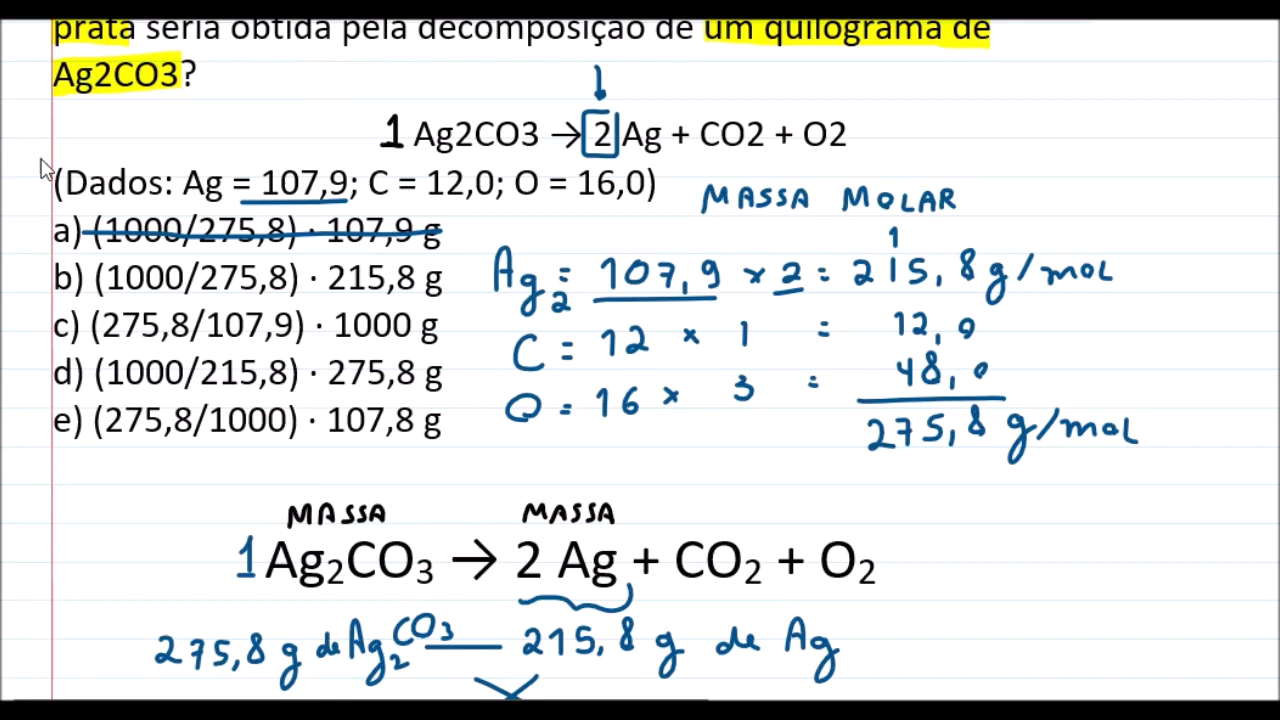 prata seria obtida pela decomposição de um quilograma de
Ag2CO3?
1 Ag2CO3 → 2 Ag + CO2 + O2
(Dados: Ag = 107,9; C = 12,0; O = 16,0)
MASSA MOLAR
a) (1000/275,8) · 107,9 g
b) (1000/275,8) · 215,8 g
c) (275,8/107,9) · 1000 g
d) (1000/215,8) · 275,8 g
e) (275,8/1000) · 107,8 g
1
Ag₂ = 107,9 × 2 = 215,8 g/mol
C = 12 × 1 = 12,0
O = 16 × 3 = 48,0
275,8 g/mol
MASSA MASSA
1 Ag₂CO₃ → 2 Ag + CO₂ + O₂
275,8 g de Ag₂CO₃ — 215,8 g de Ag